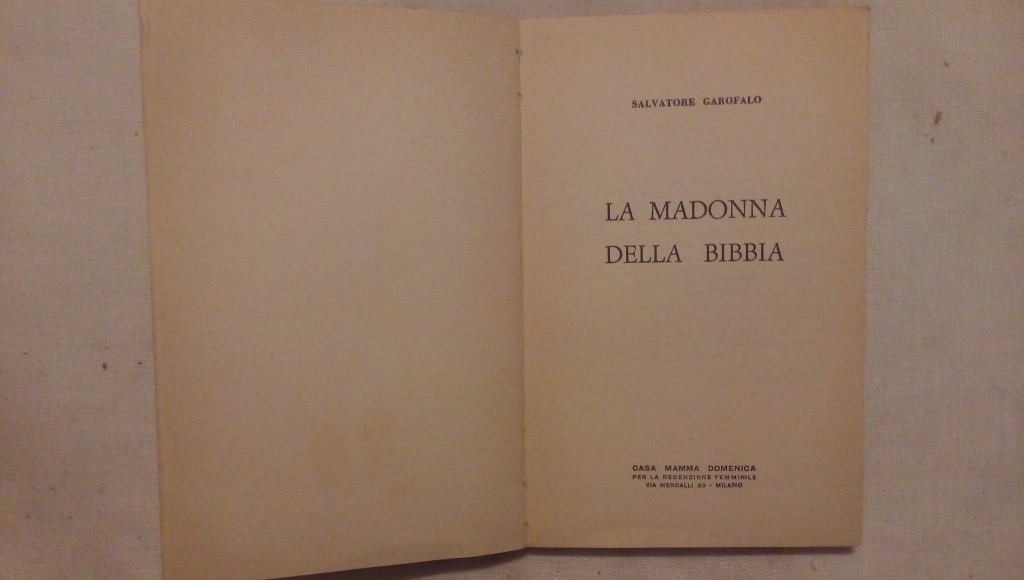 SALVATORE GAROFALO
LA MADONNA
DELLA BIBBIA
CASA MAMMA DOMENICA
PER LA REDENZIONE FEMMINILE
VIA MERCALLI 23 - MILANO